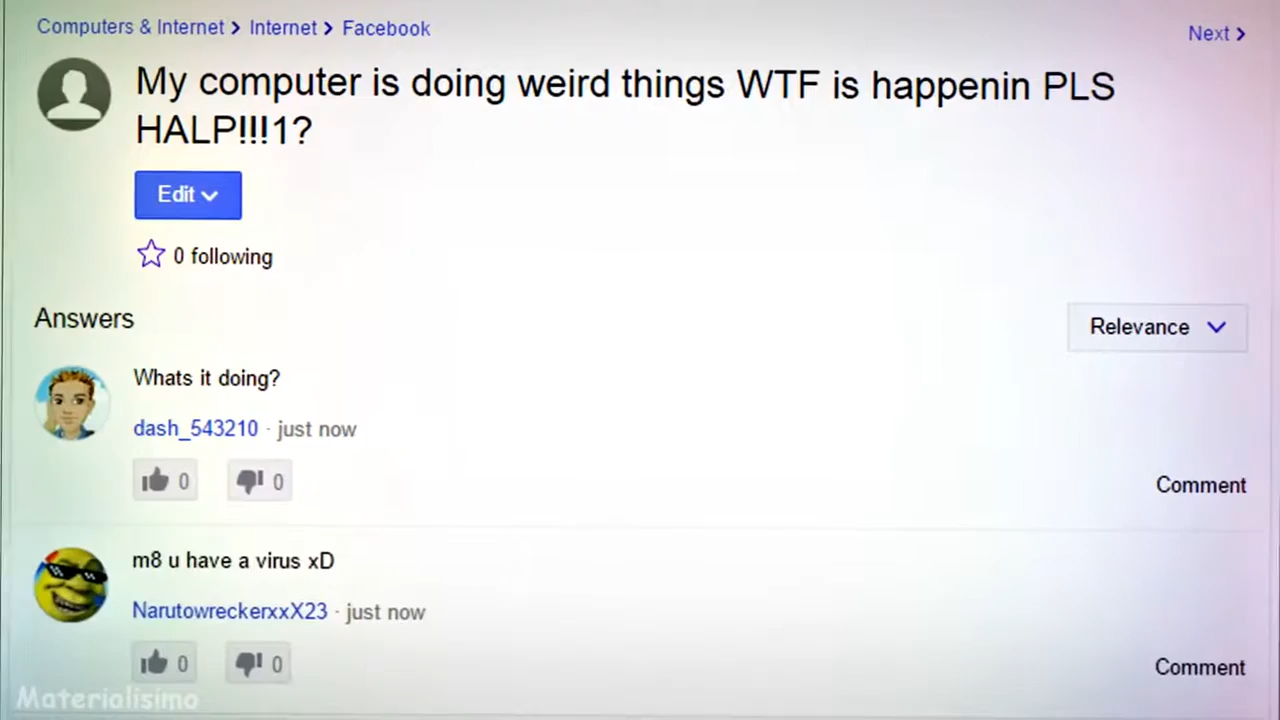 Computers & Internet > Internet > Facebook
Next >
My computer is doing weird things WTF is happenin PLS
HALP!!!1?
Edit
0 following
Answers
Relevance
Whats it doing?
dash_543210 · just now
0 0
Comment
m8 u have a virus xD
NarutowreckerxxX23 · just now
0 0
Comment
Materialisimo